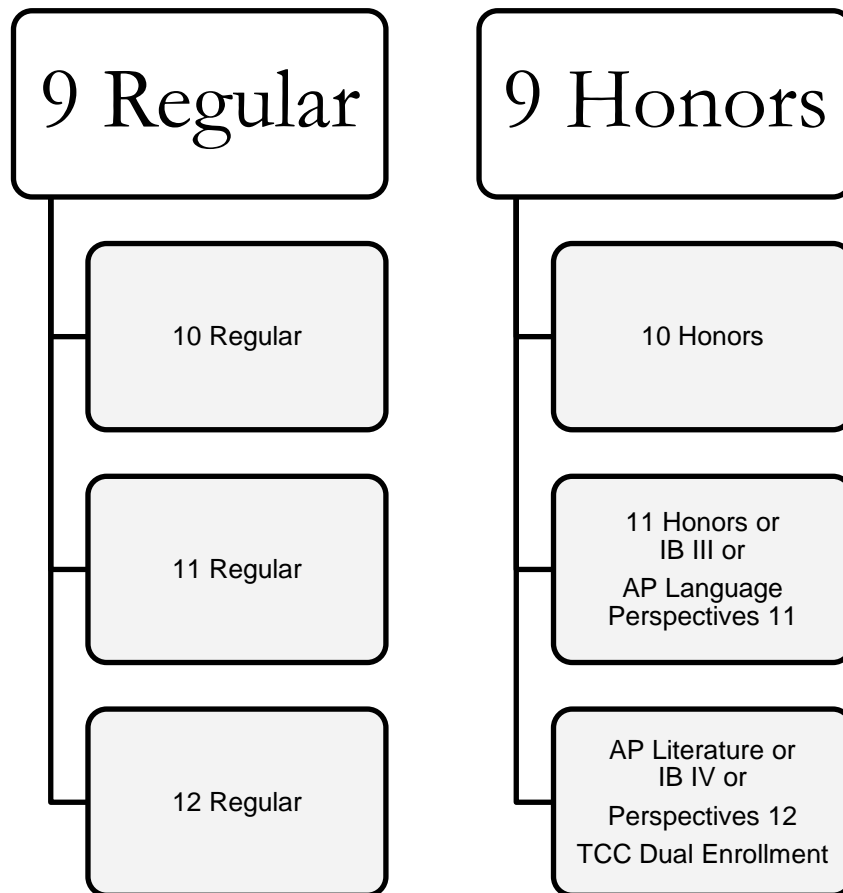 9 Regular
10 Regular
11 Regular
12 Regular
9 Honors
10 Honors
11 Honors or
IB III or
AP Language
Perspectives 11
AP Literature or
IB IV or
Perspectives 12
TCC Dual Enrollment